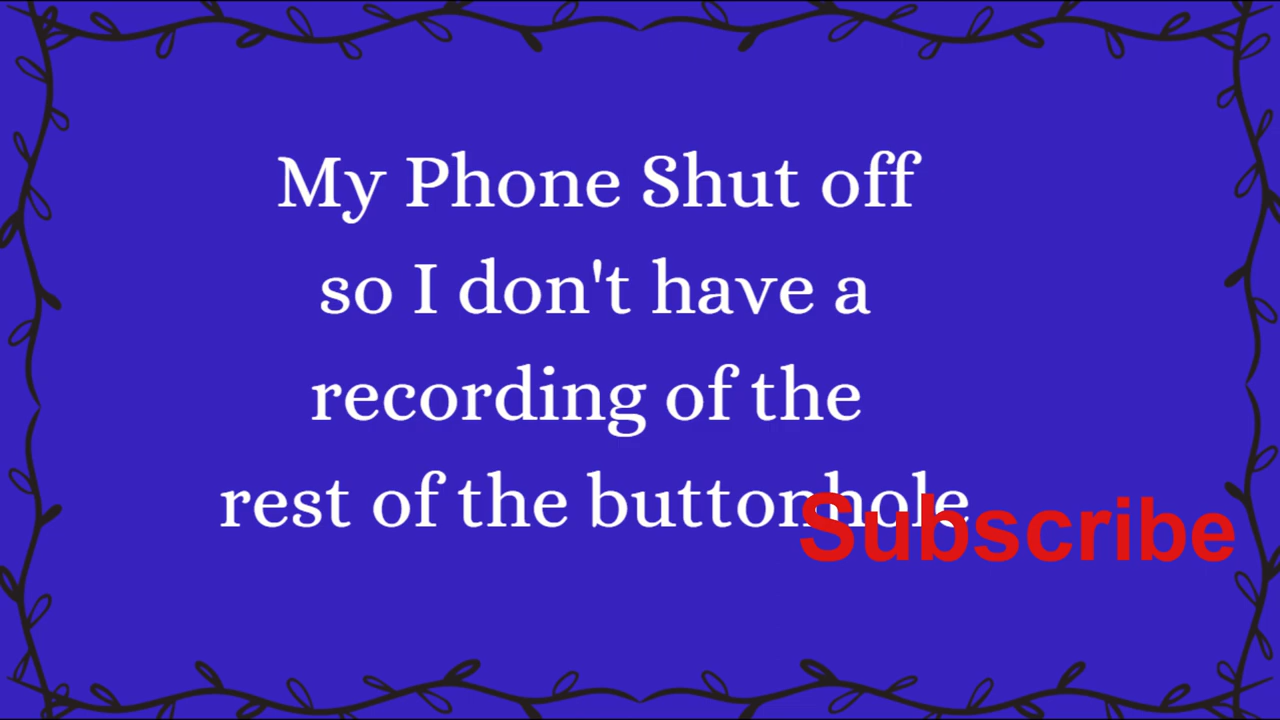 My Phone Shut off
so I don't have a
recording of the
rest of the buttonhole
Subscribe